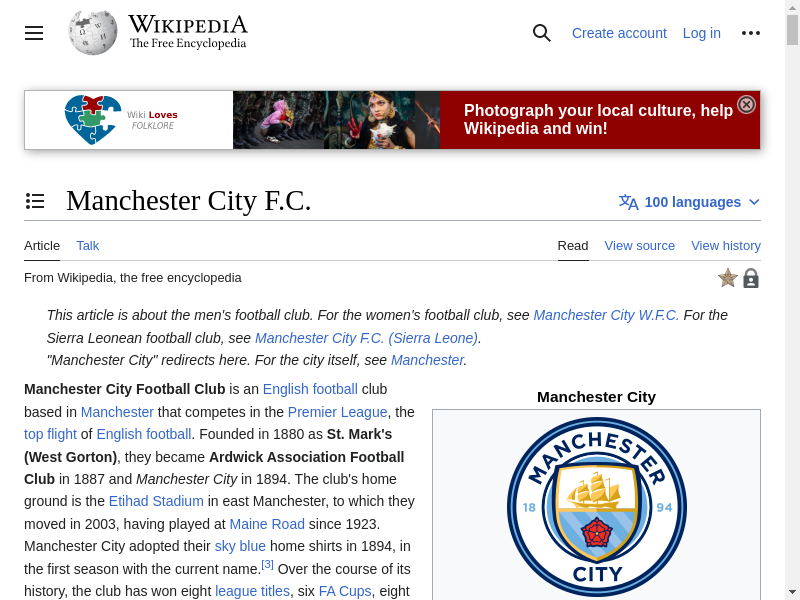 WIKIPEDIA
The Free Encyclopedia
Create account
Log in
Wiki Loves
FOLKLORE
Photograph your local culture, help
Wikipedia and win!
Manchester City F.C.
100 languages
Article
Talk
Read
View source
View history
From Wikipedia, the free encyclopedia
This article is about the men's football club. For the women's football club, see Manchester City W.F.C. For the
Sierra Leonean football club, see Manchester City F.C. (Sierra Leone).
"Manchester City" redirects here. For the city itself, see Manchester.
Manchester City Football Club is an English football club
based in Manchester that competes in the Premier League, the
top flight of English football. Founded in 1880 as St. Mark's
(West Gorton), they became Ardwick Association Football
Club in 1887 and Manchester City in 1894. The club's home
ground is the Etihad Stadium in east Manchester, to which they
moved in 2003, having played at Maine Road since 1923.
Manchester City adopted their sky blue home shirts in 1894, in
the first season with the current name.[3] Over the course of its
history, the club has won eight league titles, six FA Cups, eight
Manchester City
MANCHESTER
18 94
CITY